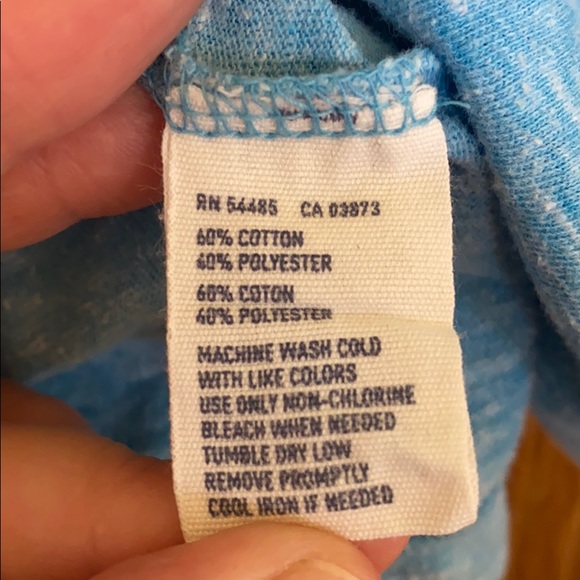 RN 54485 CA 03873
60% COTTON
40% POLYESTER
60% COTON
40% POLYESTER
MACHINE WASH COLD
WITH LIKE COLORS
USE ONLY NON-CHLORINE
BLEACH WHEN NEEDED
TUMBLE DRY LOW
REMOVE PROMPTLY
COOL IRON IF NEEDED